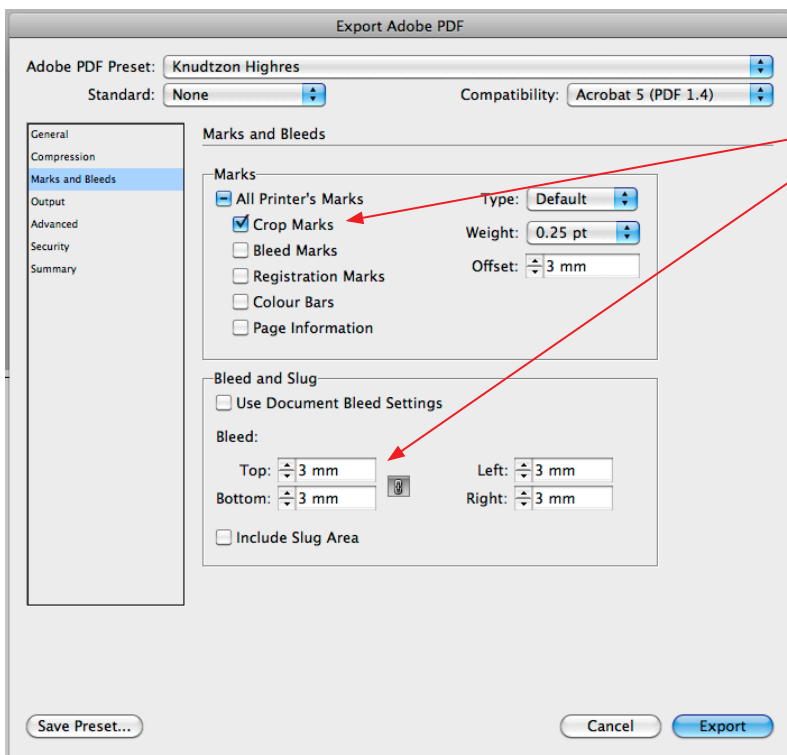 Export Adobe PDF
Adobe PDF Preset: Knudtzon Highres
Standard: None Compatibility: Acrobat 5 (PDF 1.4)
General
Compression
Marks and Bleeds
Output
Advanced
Security
Summary
Marks and Bleeds
Marks
All Printer's Marks Type: Default
Crop Marks Weight: 0.25 pt
Bleed Marks Offset: 3 mm
Registration Marks
Colour Bars
Page Information
Bleed and Slug
Use Document Bleed Settings
Bleed:
Top: 3 mm Left: 3 mm
Bottom: 3 mm Right: 3 mm
Include Slug Area
Save Preset... Cancel Export